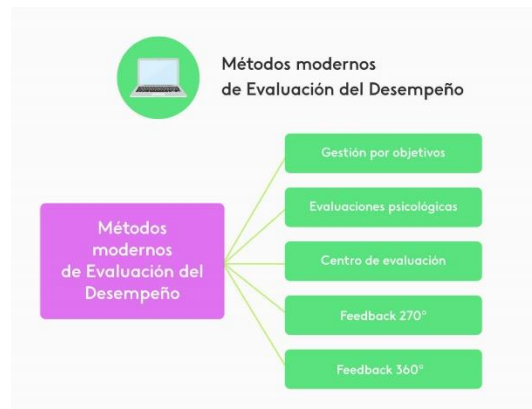 Métodos modernos
de Evaluación del Desempeño
Métodos
modernos
de Evaluación del
Desempeño
Gestión por objetivos
Evaluaciones psicológicas
Centro de evaluación
Feedback 270°
Feedback 360°